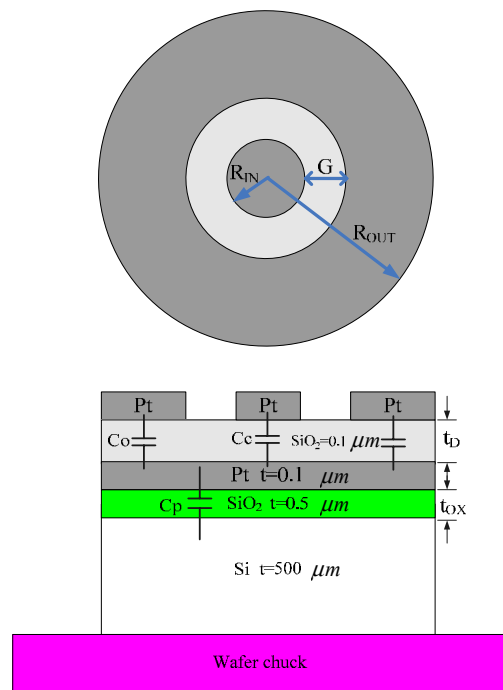 R_IN
G
R_OUT
Pt Pt Pt
Co Cc SiO₂=0.1 μm t_D
Pt t=0.1 μm
Cp SiO₂ t=0.5 μm t_OX
Si t=500 μm
Wafer chuck